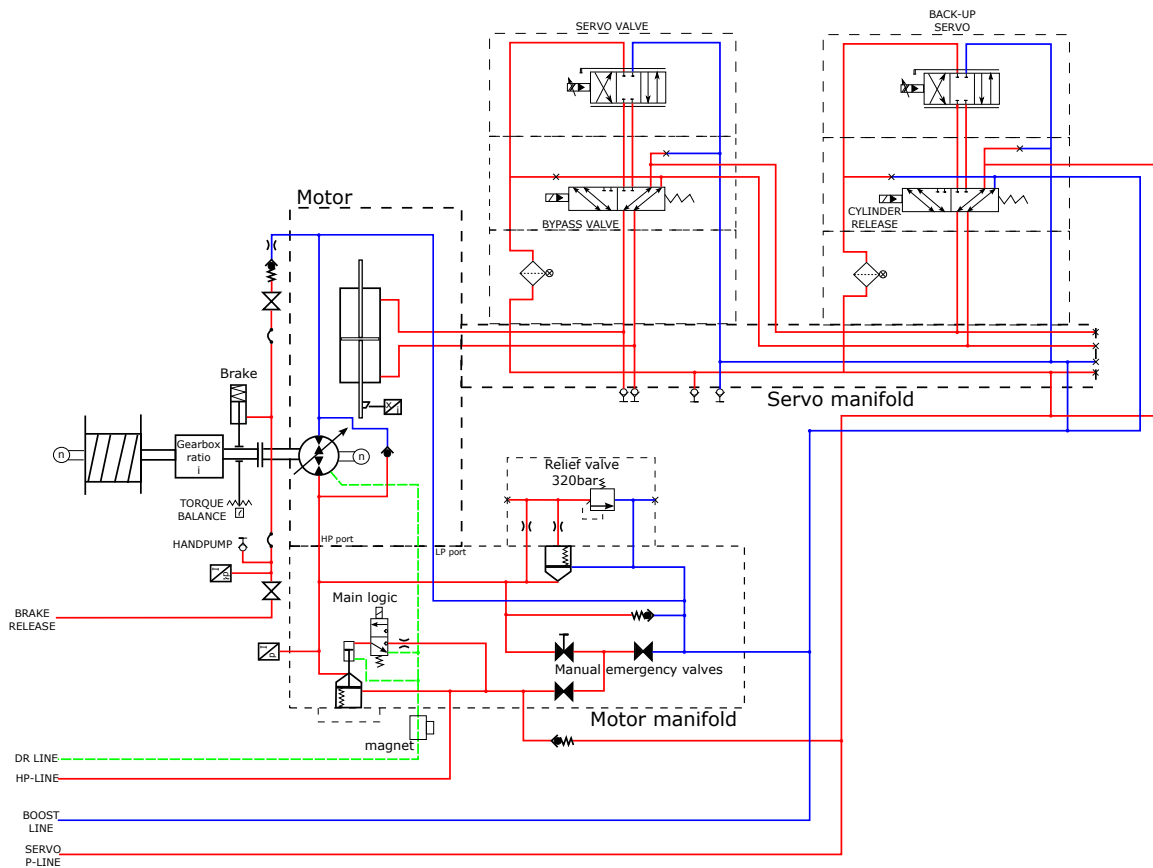 SERVO VALVE
BACK-UP
SERVO
Motor
BYPASS VALVE
CYLINDER
RELEASE
Brake
Servo manifold
Gearbox
ratio
i
n
n
TORQUE
BALANCE
HANDPUMP
Relief valve
320bar
HP port
LP port
BRAKE
RELEASE
Main logic
Manual emergency valves
Motor manifold
magnet
DR LINE
HP-LINE
BOOST
LINE
SERVO
P-LINE